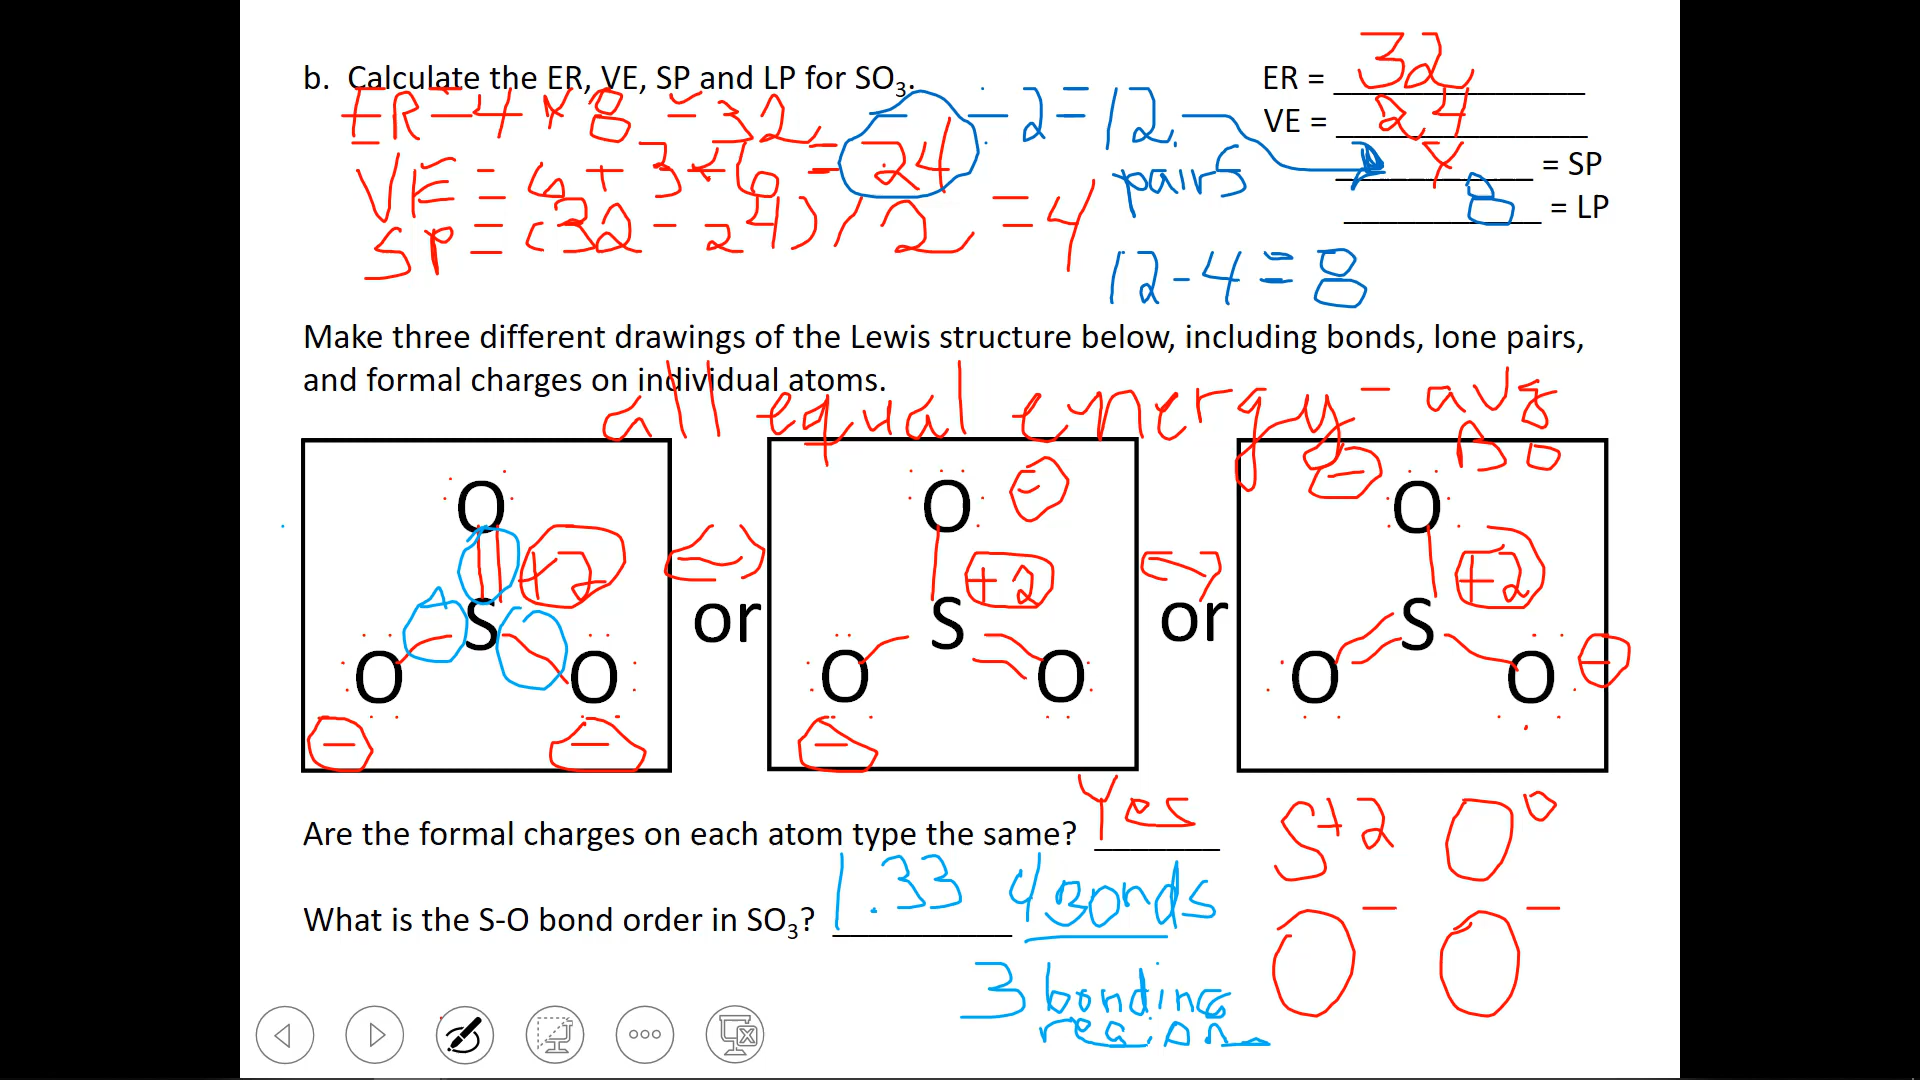 b. Calculate the ER, VE, SP and LP for SO₃.
ER = 32
VE = 24
4 = SP
8 = LP
ER = 4 × 8 = 32
÷ 2 = 12 pairs
VE = 6 + 3×6 = 24
SP = (32 - 24) / 2 = 4
12 - 4 = 8
Make three different drawings of the Lewis structure below, including bonds, lone pairs,
and formal charges on individual atoms.
all equal energy - avg
BO
O O O
+2 +2 +2
S or S or S
O O O O O O
Are the formal charges on each atom type the same? Yes
S+2 O⁰
What is the S-O bond order in SO₃? 1.33 4 Bonds
O⁻ O⁻
3 bonding
region